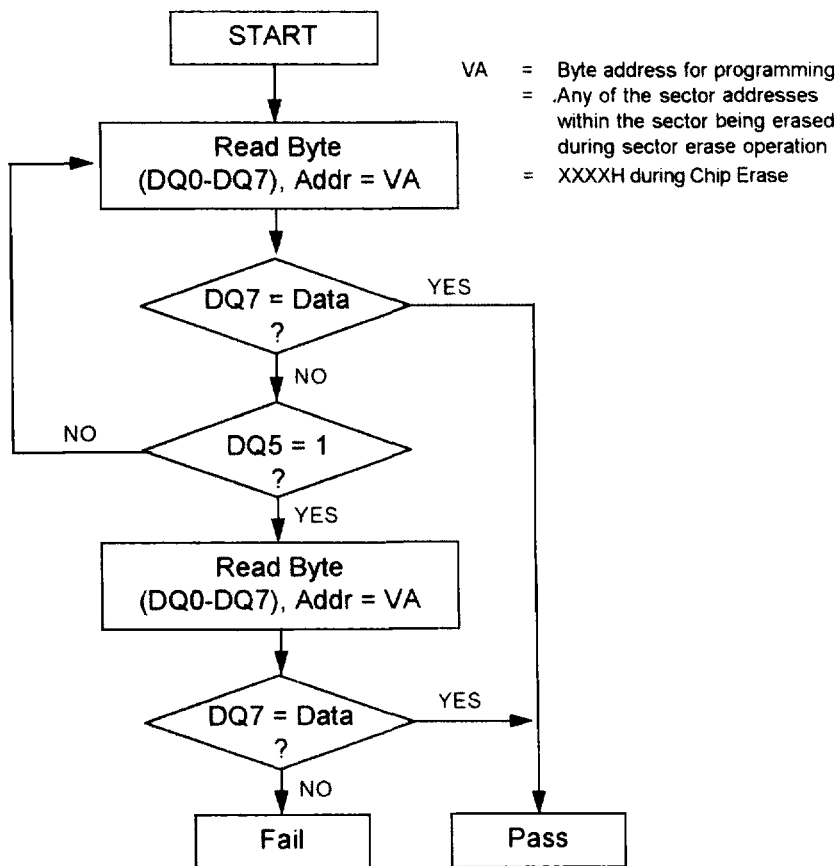 START
VA = Byte address for programming
= .Any of the sector addresses
within the sector being erased
during sector erase operation
= XXXXH during Chip Erase
Read Byte
(DQ0-DQ7), Addr = VA
DQ7 = Data
?
YES
NO
NO
DQ5 = 1
?
YES
Read Byte
(DQ0-DQ7), Addr = VA
DQ7 = Data
?
YES
NO
Fail
Pass